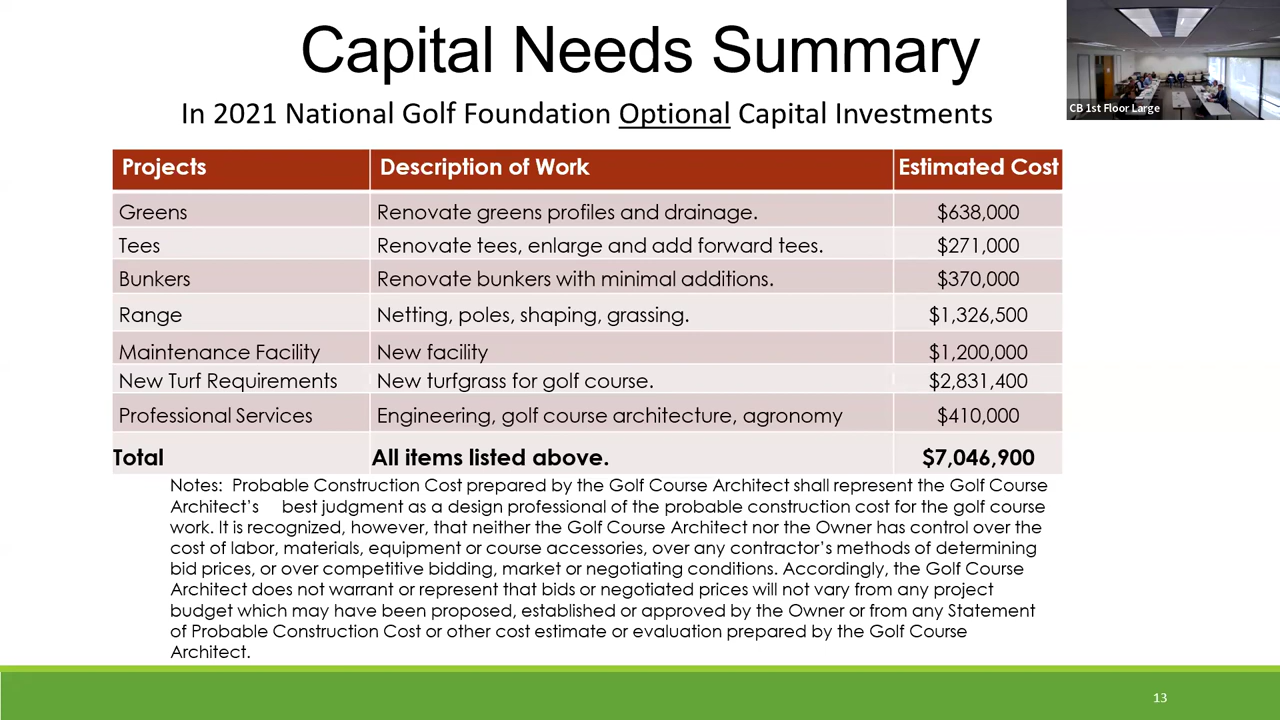 Capital Needs Summary
CB 1st Floor Large
In 2021 National Golf Foundation Optional Capital Investments
Projects Description of Work Estimated Cost
Greens Renovate greens profiles and drainage. $638,000
Tees Renovate tees, enlarge and add forward tees. $271,000
Bunkers Renovate bunkers with minimal additions. $370,000
Range Netting, poles, shaping, grassing. $1,326,500
Maintenance Facility New facility $1,200,000
New Turf Requirements New turfgrass for golf course. $2,831,400
Professional Services Engineering, golf course architecture, agronomy $410,000
Total All items listed above. $7,046,900
Notes: Probable Construction Cost prepared by the Golf Course Architect shall represent the Golf Course
Architect's best judgment as a design professional of the probable construction cost for the golf course
work. It is recognized, however, that neither the Golf Course Architect nor the Owner has control over the
cost of labor, materials, equipment or course accessories, over any contractor's methods of determining
bid prices, or over competitive bidding, market or negotiating conditions. Accordingly, the Golf Course
Architect does not warrant or represent that bids or negotiated prices will not vary from any project
budget which may have been proposed, established or approved by the Owner or from any Statement
of Probable Construction Cost or other cost estimate or evaluation prepared by the Golf Course
Architect.
13